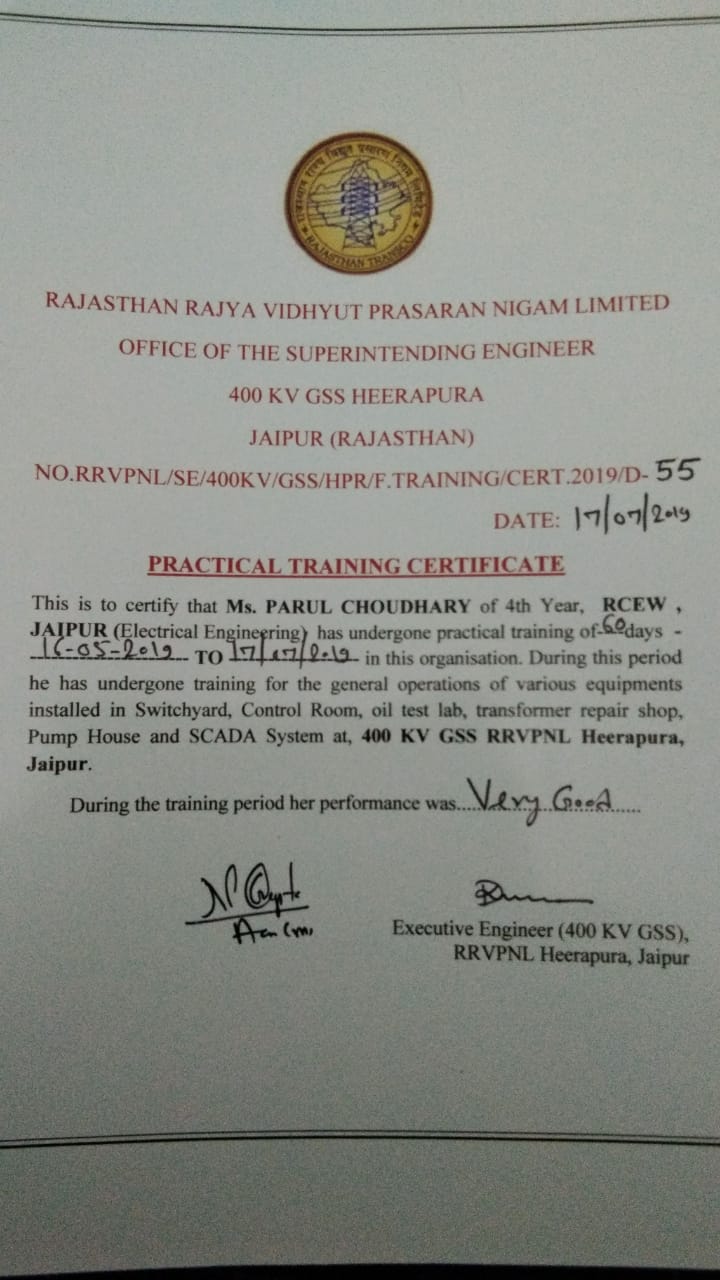 राजस्थान राज्य विद्युत प्रसारण निगम लिमिटेड
RAJASTHAN TRANSCO
RAJASTHAN RAJYA VIDHYUT PRASARAN NIGAM LIMITED
OFFICE OF THE SUPERINTENDING ENGINEER
400 KV GSS HEERAPURA
JAIPUR (RAJASTHAN)
NO.RRVPNL/SE/400KV/GSS/HPR/F.TRAINING/CERT.2019/D- 55
DATE: 17/07/2019
PRACTICAL TRAINING CERTIFICATE
This is to certify that Ms. PARUL CHOUDHARY of 4th Year, RCEW ,
JAIPUR (Electrical Engineering) has undergone practical training of-60days -
16-05-2019 TO 17/07/2019 in this organisation. During this period
he has undergone training for the general operations of various equipments
installed in Switchyard, Control Room, oil test lab, transformer repair shop,
Pump House and SCADA System at, 400 KV GSS RRVPNL Heerapura,
Jaipur.
During the training period her performance was....Very Good......
N Gupta
Executive Engineer (400 KV GSS),
RRVPNL Heerapura, Jaipur